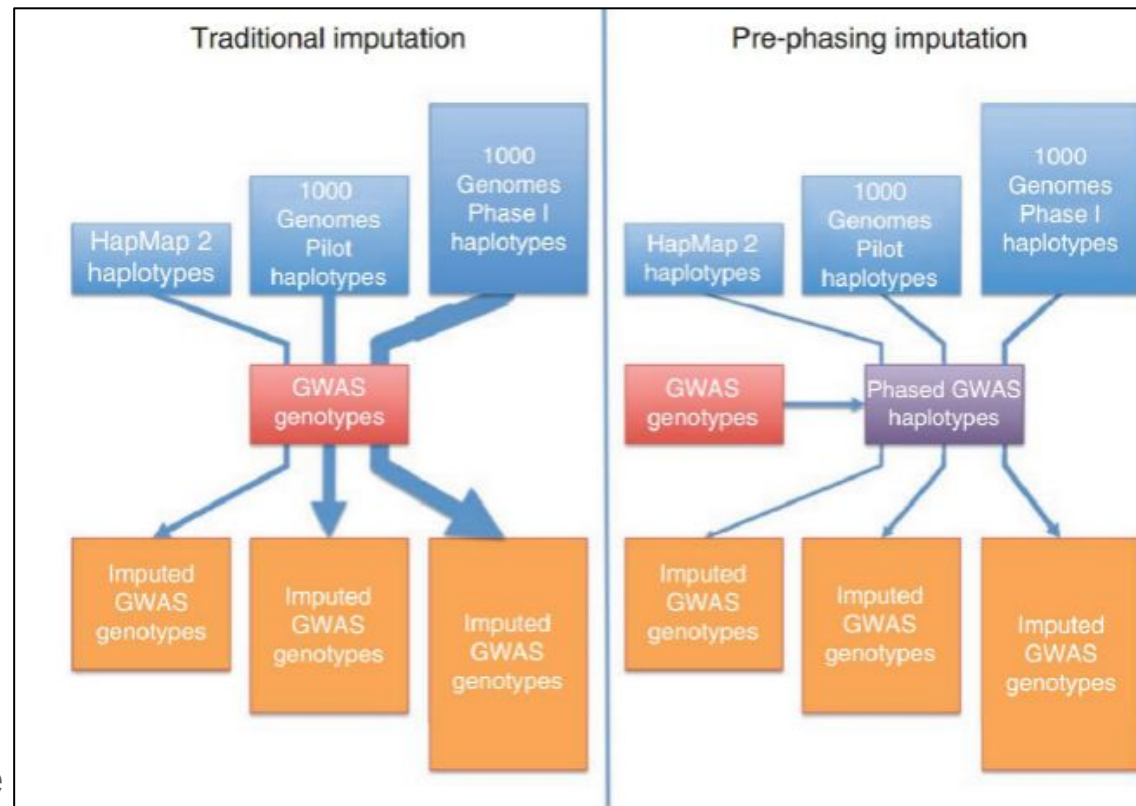 Traditional imputation
HapMap 2
haplotypes
1000
Genomes
Pilot
haplotypes
1000
Genomes
Phase I
haplotypes
GWAS
genotypes
Imputed
GWAS
genotypes
Imputed
GWAS
genotypes
Imputed
GWAS
genotypes
Pre-phasing imputation
HapMap 2
haplotypes
1000
Genomes
Pilot
haplotypes
1000
Genomes
Phase I
haplotypes
GWAS
genotypes
Phased GWAS
haplotypes
Imputed
GWAS
genotypes
Imputed
GWAS
genotypes
Imputed
GWAS
genotypes
e